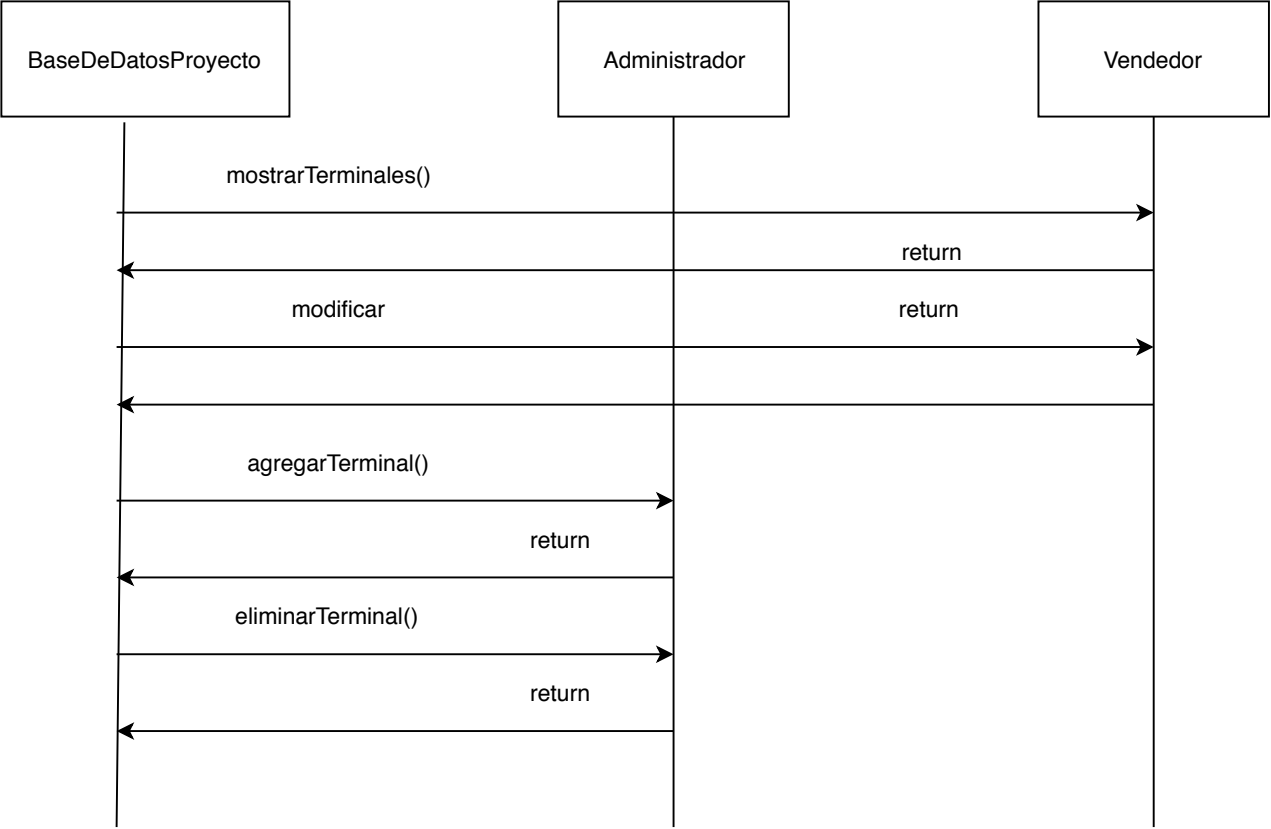 BaseDeDatosProyecto
Administrador
Vendedor
mostrarTerminales()
return
modificar
return
agregarTerminal()
return
eliminarTerminal()
return